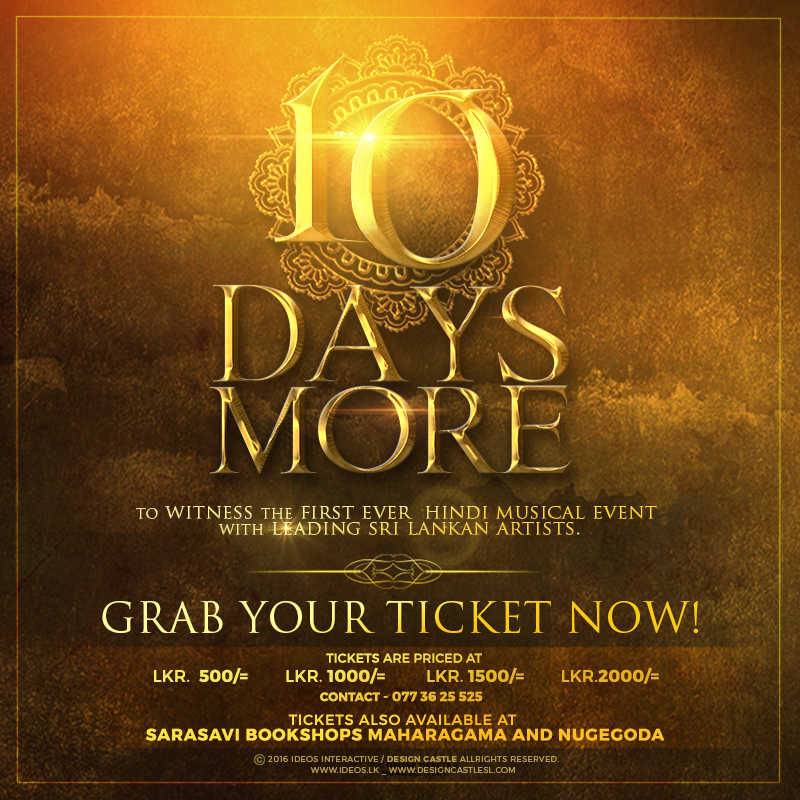 10
DAYS
MORE
TO WITNESS THE FIRST EVER HINDI MUSICAL EVENT
WITH LEADING SRI LANKAN ARTISTS.
GRAB YOUR TICKET NOW!
TICKETS ARE PRICED AT
LKR. 500/= LKR. 1000/= LKR. 1500/= LKR.2000/=
CONTACT - 077 36 25 525
TICKETS ALSO AVAILABLE AT
SARASAVI BOOKSHOPS MAHARAGAMA AND NUGEGODA
© 2016 IDEOS INTERACTIVE / DESIGN CASTLE ALLRIGHTS RESERVED.
WWW.IDEOS.LK _ WWW.DESIGNCASTLESL.COM